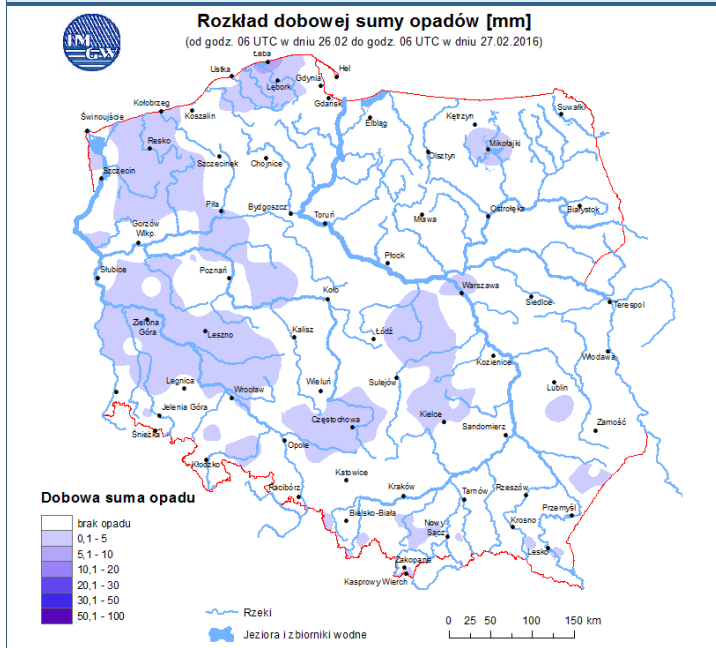 IMGW
Rozkład dobowej sumy opadów [mm]
(od godz. 06 UTC w dniu 26.02 do godz. 06 UTC w dniu 27.02.2016)
Łeba
Hel
Ustka
Gdynia
Lębork
Gdańsk
Kołobrzeg
Koszalin
Świnoujście
Elbląg
Kętrzyn
Suwałki
Resko
Mikołajki
Szczecinek
Chojnice
Olsztyn
Szczecin
Piła
Bydgoszcz
Toruń
Mława
Ostrołęka
Białystok
Gorzów
Wlkp.
Płock
Słubice
Poznań
Koło
Warszawa
Siedlce
Terespol
Zielona
Góra
Leszno
Kalisz
Łódź
Kozienice
Włodawa
Legnica
Wrocław
Wieluń
Sulejów
Lublin
Jelenia Góra
Częstochowa
Kielce
Sandomierz
Zamość
Śnieżka
Opole
Kłodzko
Racibórz
Katowice
Kraków
Tarnów
Rzeszów
Przemyśl
Bielsko-Biała
Nowy
Sącz
Krosno
Lesko
Zakopane
Kasprowy Wierch
Dobowa suma opadu
brak opadu
0,1 - 5
5,1 - 10
10,1 - 20
20,1 - 30
30,1 - 50
50,1 - 100
Rzeki
Jeziora i zbiorniki wodne
0 25 50 100 150 km